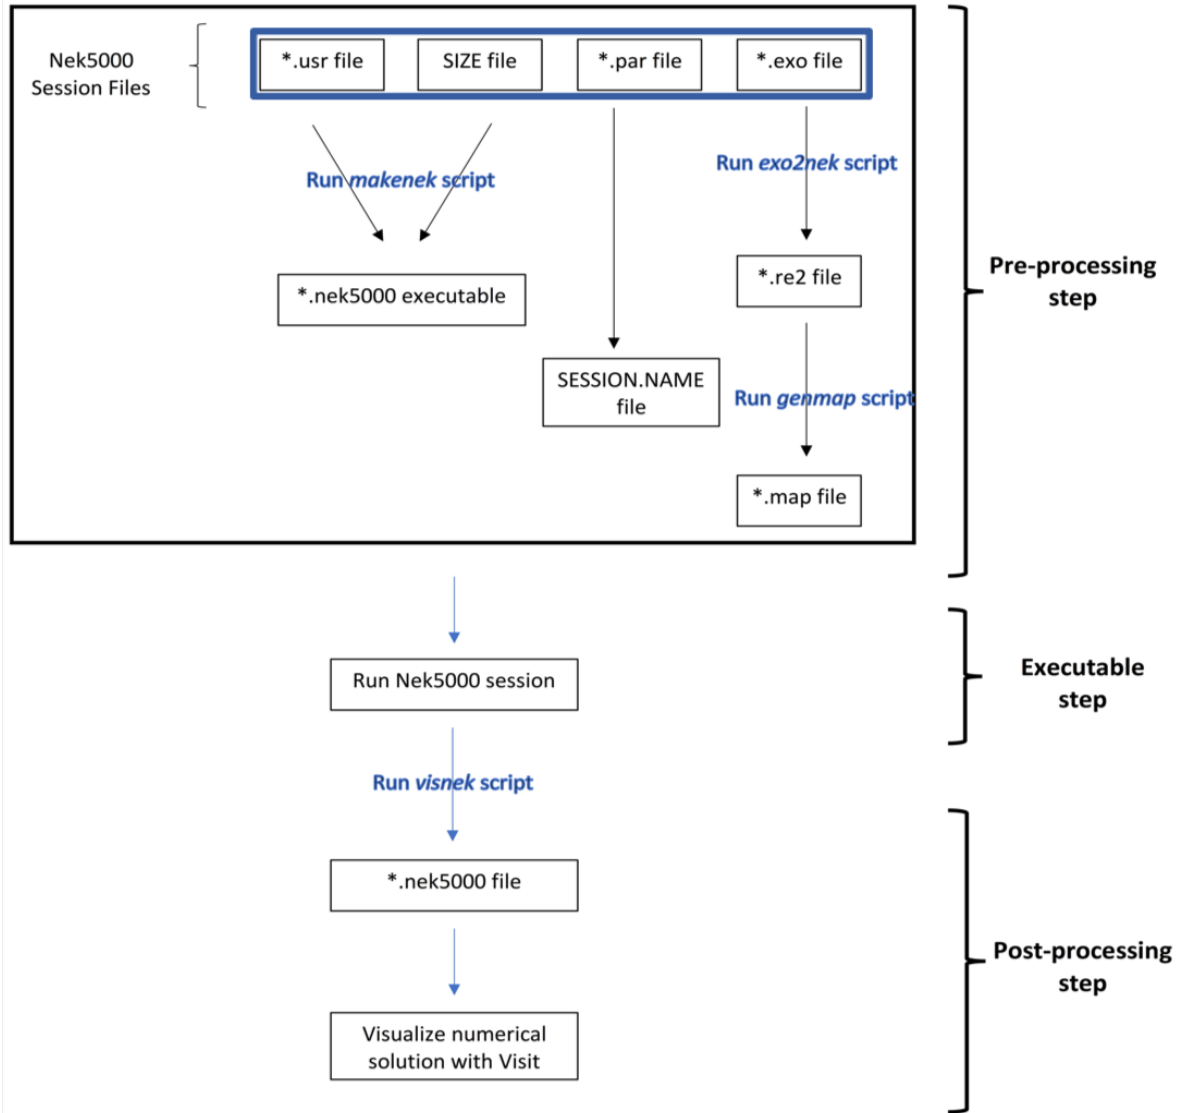 Nek5000
Session Files
*.usr file
SIZE file
*.par file
*.exo file
Run makenek script
Run exo2nek script
*.nek5000 executable
*.re2 file
SESSION.NAME
file
Run genmap script
*.map file
Pre-processing
step
Run Nek5000 session
Executable
step
Run visnek script
*.nek5000 file
Visualize numerical
solution with Visit
Post-processing
step